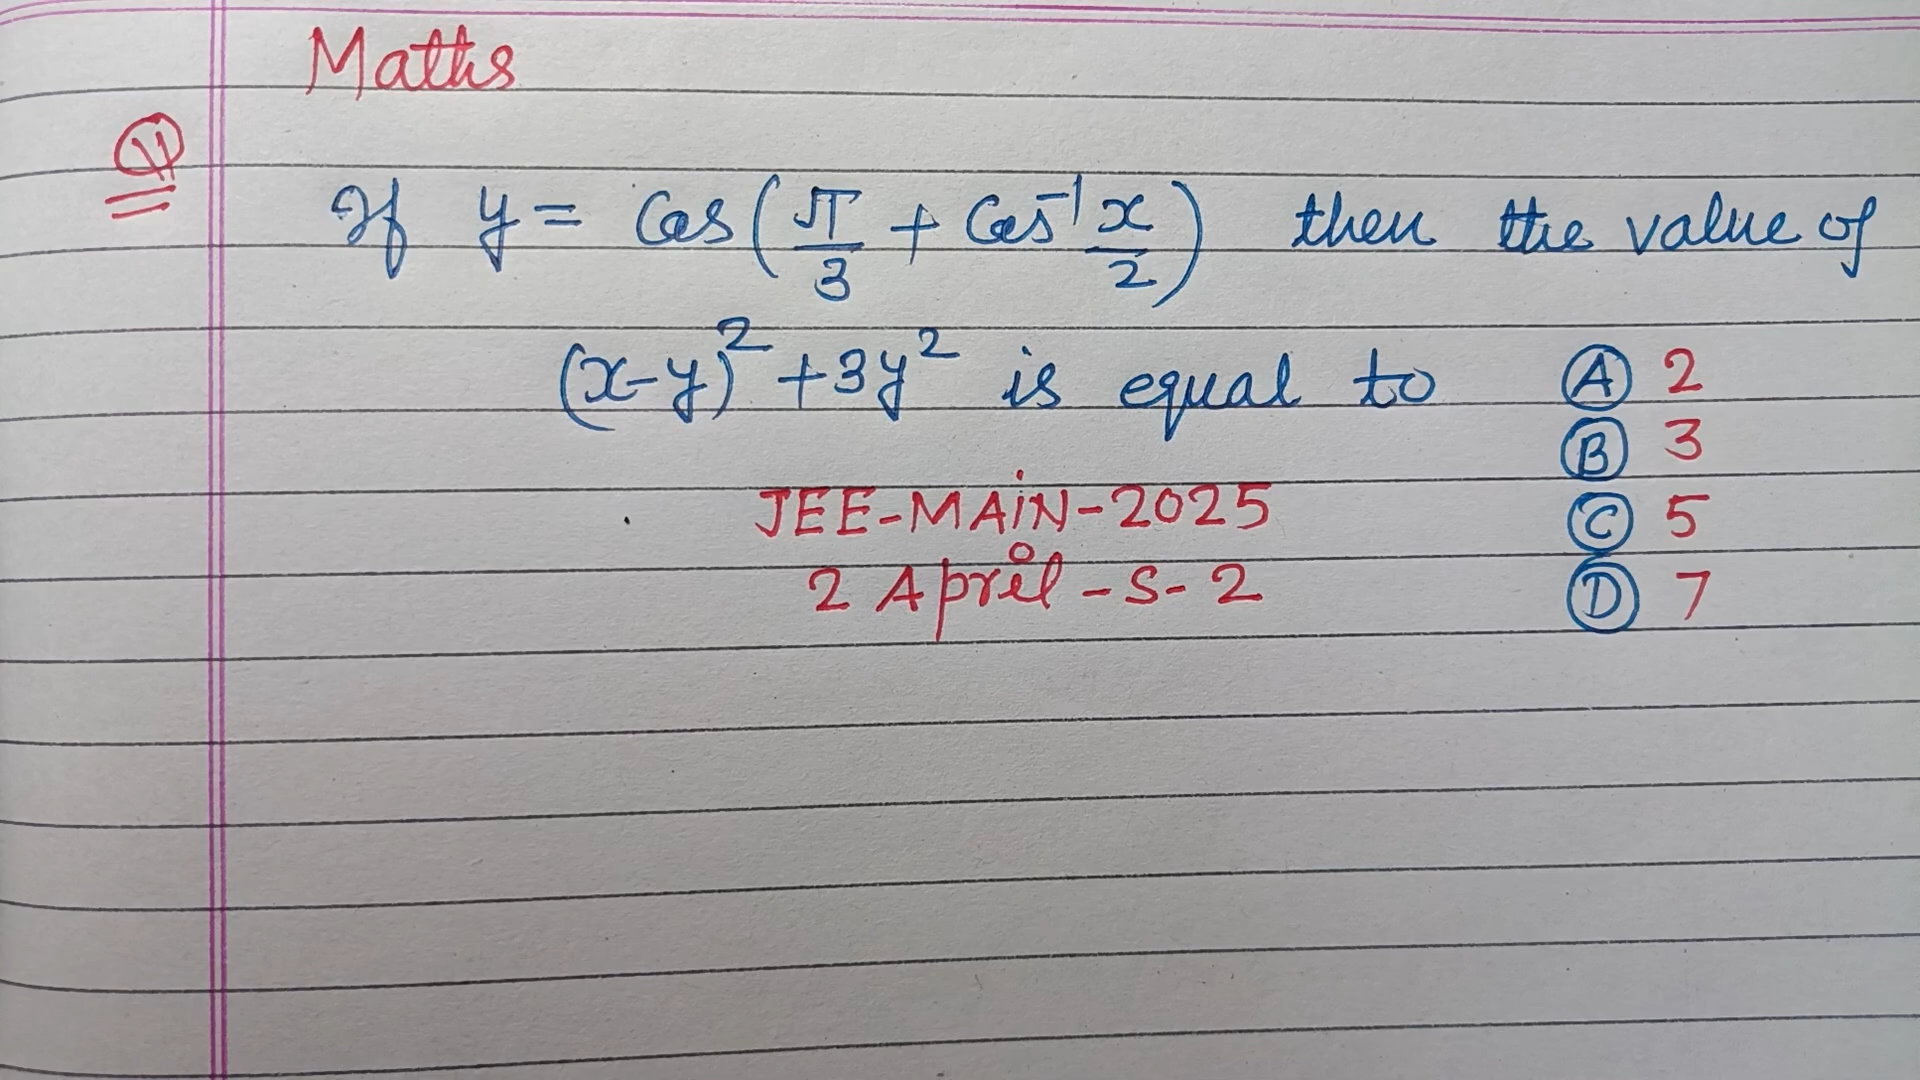 Maths
Q
If y = Cos(π/3 + Cos⁻¹ x/2) then the value of
(x-y)² + 3y² is equal to
Ⓐ 2
Ⓑ 3
Ⓒ 5
Ⓓ 7
JEE-MAIN-2025
2 April-S-2